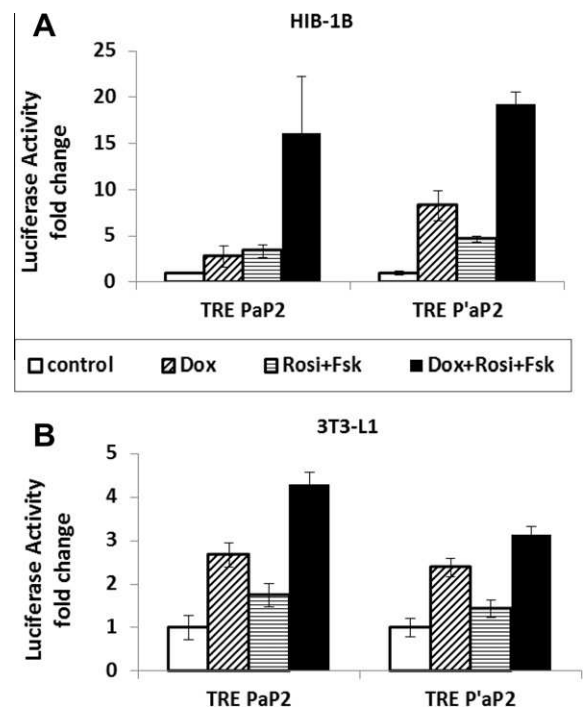 A
HIB-1B
Luciferase Activity
fold change
25
20
15
10
5
0
TRE PaP2
TRE P'aP2
control
Dox
Rosi+Fsk
Dox+Rosi+Fsk
B
3T3-L1
Luciferase Activity
fold change
5
4
3
2
1
0
TRE PaP2
TRE P'aP2